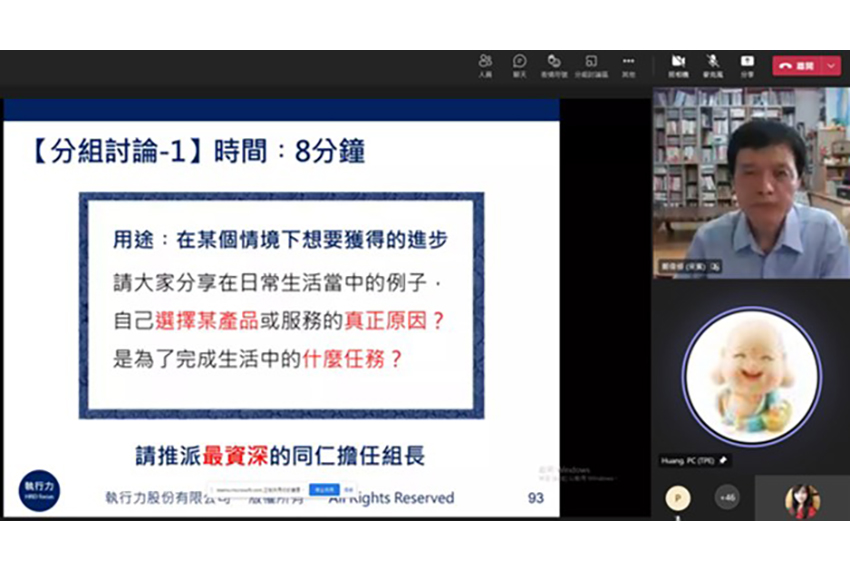 人員
聊天
分組討論區
其他
照相機
麥克風
分享
離開
【分組討論-1】時間：8分鐘
用途：在某個情境下想要獲得的進步
請大家分享在日常生活當中的例子，
自己選擇某產品或服務的真正原因？
是為了完成生活中的什麼任務？
請推派最資深的同仁擔任組長
執行力
HRD focus
執行力股份有限公司 版權所有 All Rights Reserved
93
Huang. PC (TPE)
P
+46